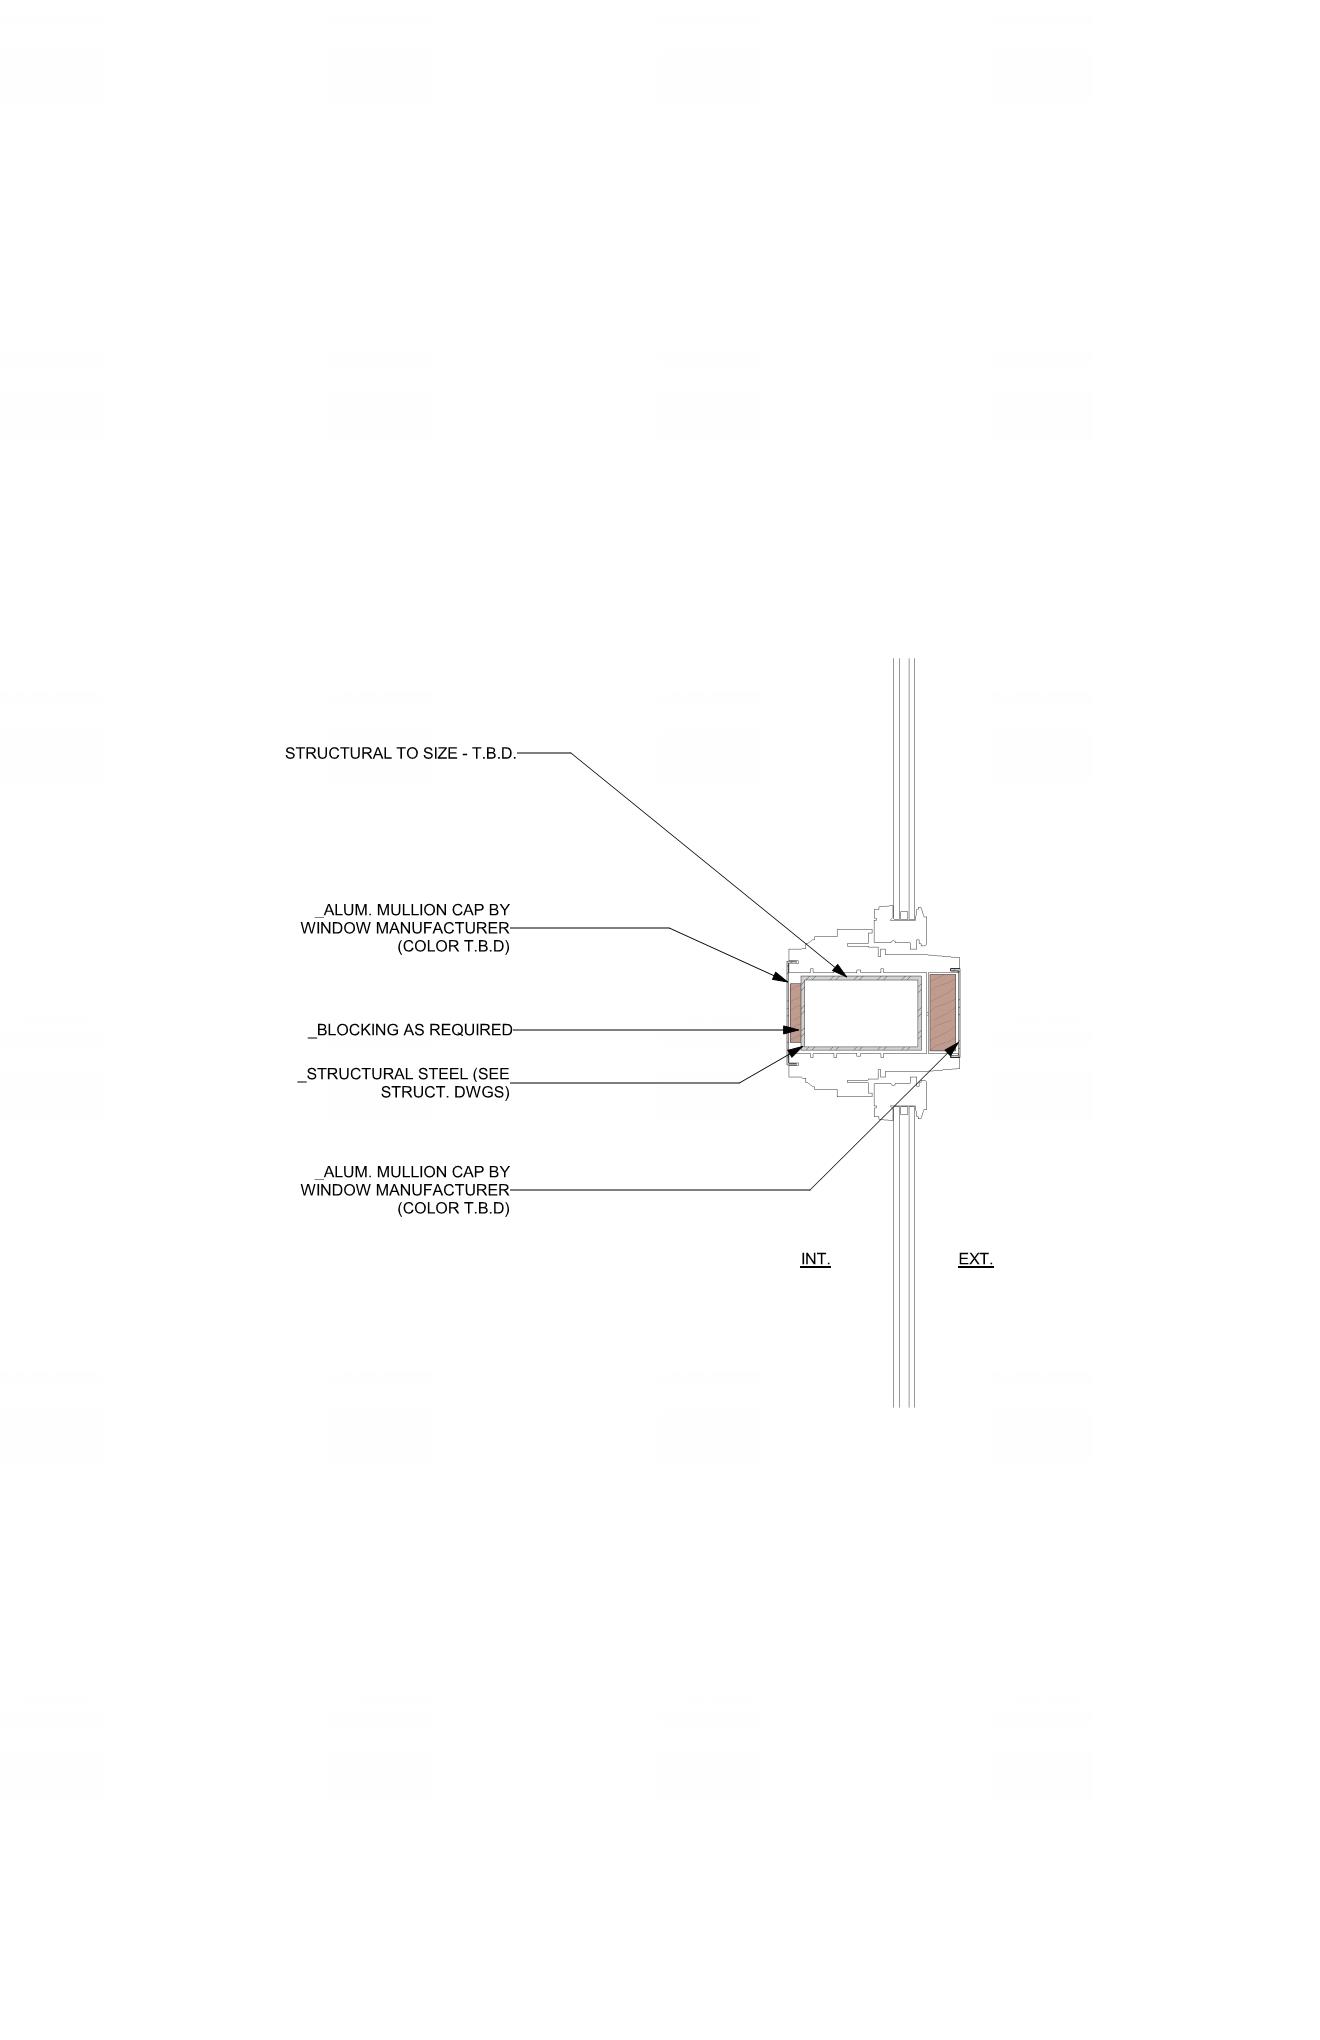 STRUCTURAL TO SIZE - T.B.D.
_ALUM. MULLION CAP BY
WINDOW MANUFACTURER
(COLOR T.B.D)
_BLOCKING AS REQUIRED
_STRUCTURAL STEEL (SEE
STRUCT. DWGS)
_ALUM. MULLION CAP BY
WINDOW MANUFACTURER
(COLOR T.B.D)
INT.
EXT.